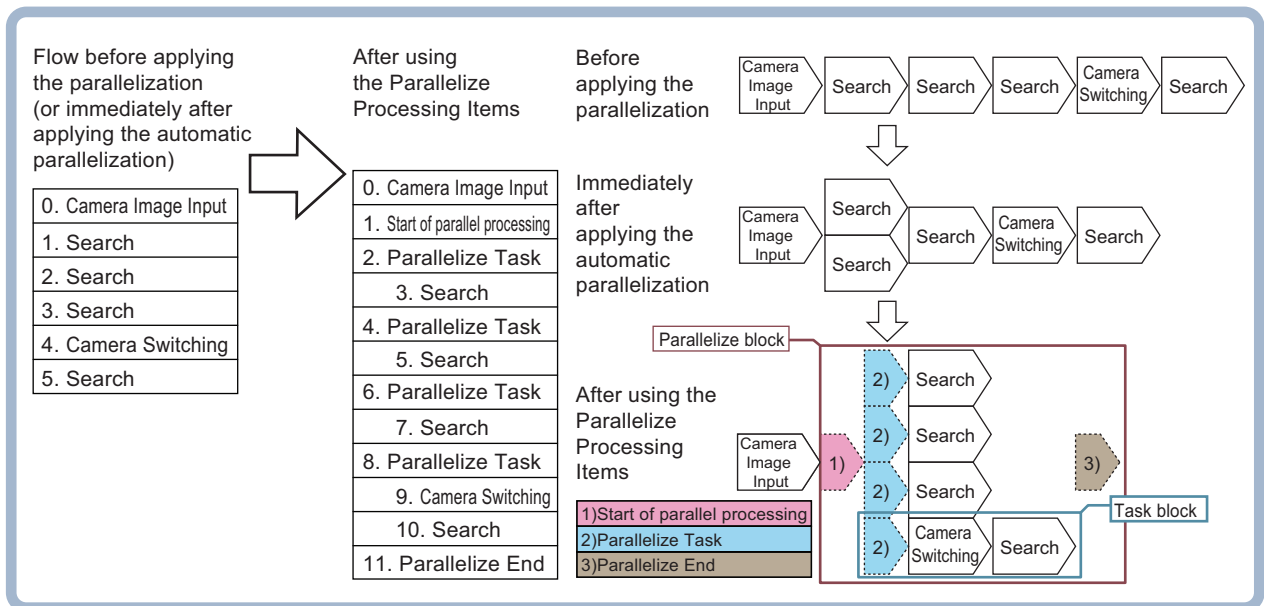 Flow before applying
the parallelization
(or immediately after
applying the automatic
parallelization)
0. Camera Image Input
1. Search
2. Search
3. Search
4. Camera Switching
5. Search
After using
the Parallelize
Processing Items
0. Camera Image Input
1. Start of parallel processing
2. Parallelize Task
3. Search
4. Parallelize Task
5. Search
6. Parallelize Task
7. Search
8. Parallelize Task
9. Camera Switching
10. Search
11. Parallelize End
Before
applying the
parallelization
Camera
Image
Input
Search
Search
Search
Camera
Switching
Search
Immediately
after
applying the
automatic
parallelization
Camera
Image
Input
Search
Search
Search
Camera
Switching
Search
Parallelize block
After using the
Parallelize
Processing
Items
Camera
Image
Input
1)
2)
Search
2)
Search
2)
Search
2)
Camera
Switching
Search
3)
Task block
1)Start of parallel processing
2)Parallelize Task
3)Parallelize End